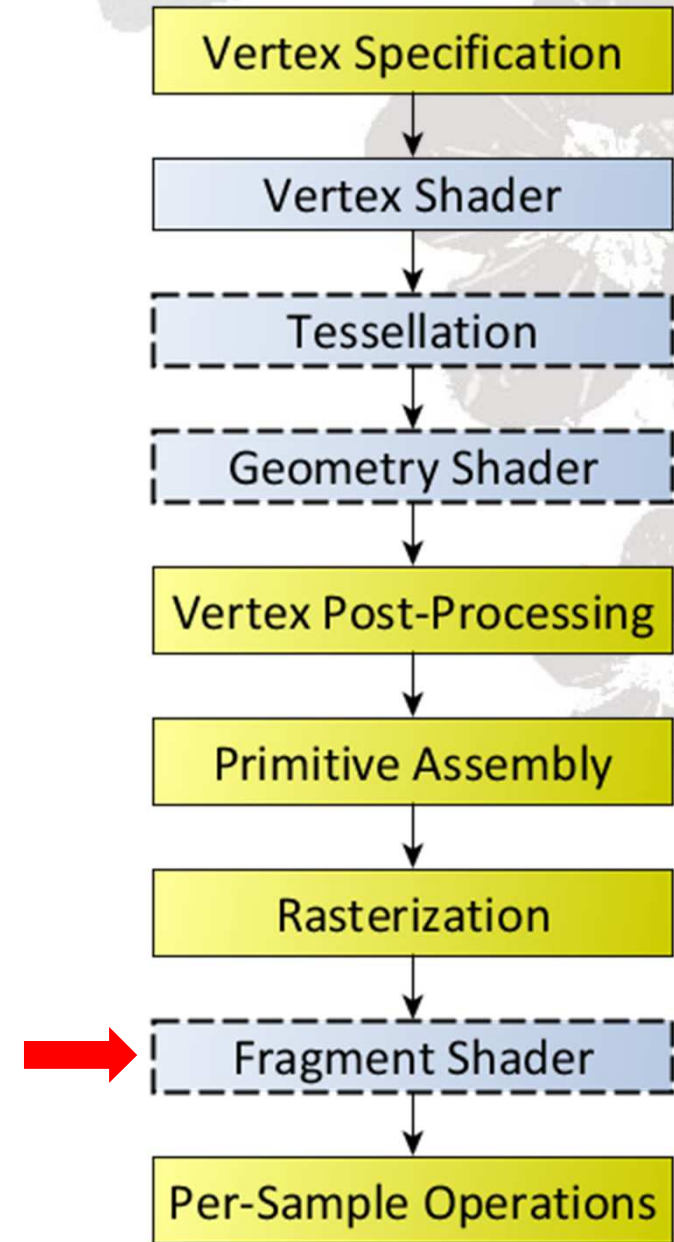 Vertex Specification
Vertex Shader
Tessellation
Geometry Shader
Vertex Post-Processing
Primitive Assembly
Rasterization
Fragment Shader
Per-Sample Operations